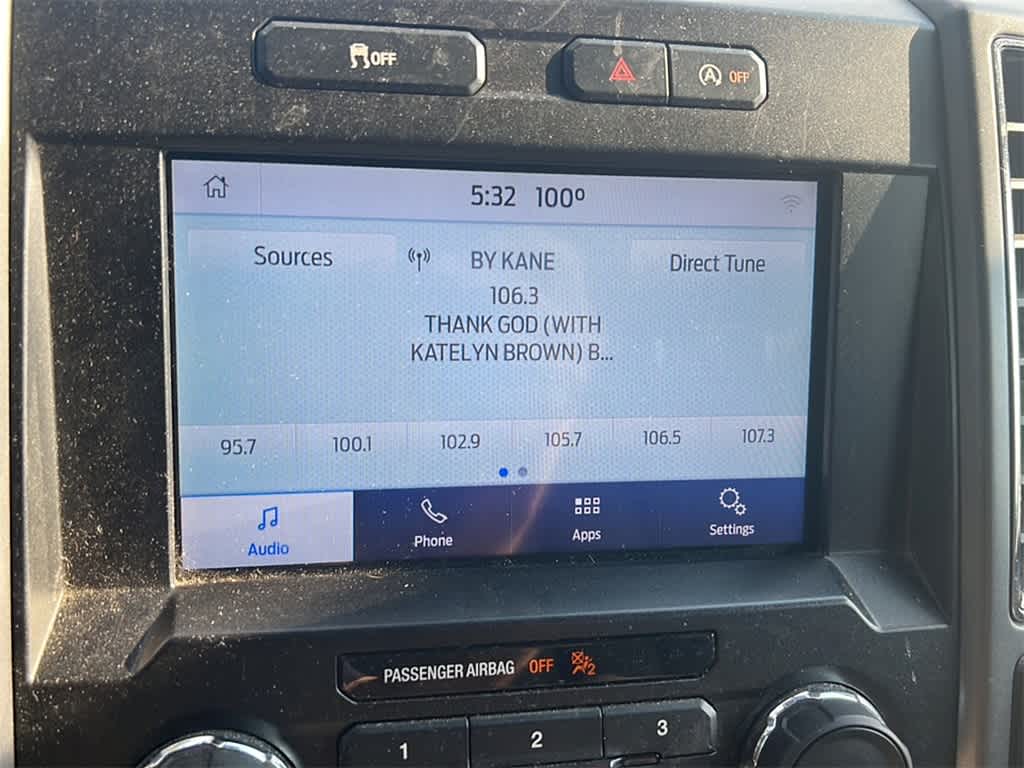 OFF
A OFF
5:32 100º
Sources
BY KANE
Direct Tune
106.3
THANK GOD (WITH
KATELYN BROWN) B...
95.7 100.1 102.9 105.7 106.5 107.3
Audio Phone Apps Settings
PASSENGER AIRBAG OFF 2
1 2 3